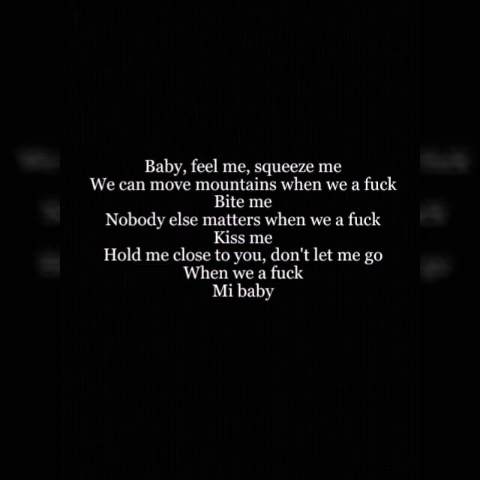 Baby, feel me, squeeze me
We can move mountains when we a fuck
Bite me
Nobody else matters when we a fuck
Kiss me
Hold me close to you, don't let me go
When we a fuck
Mi baby